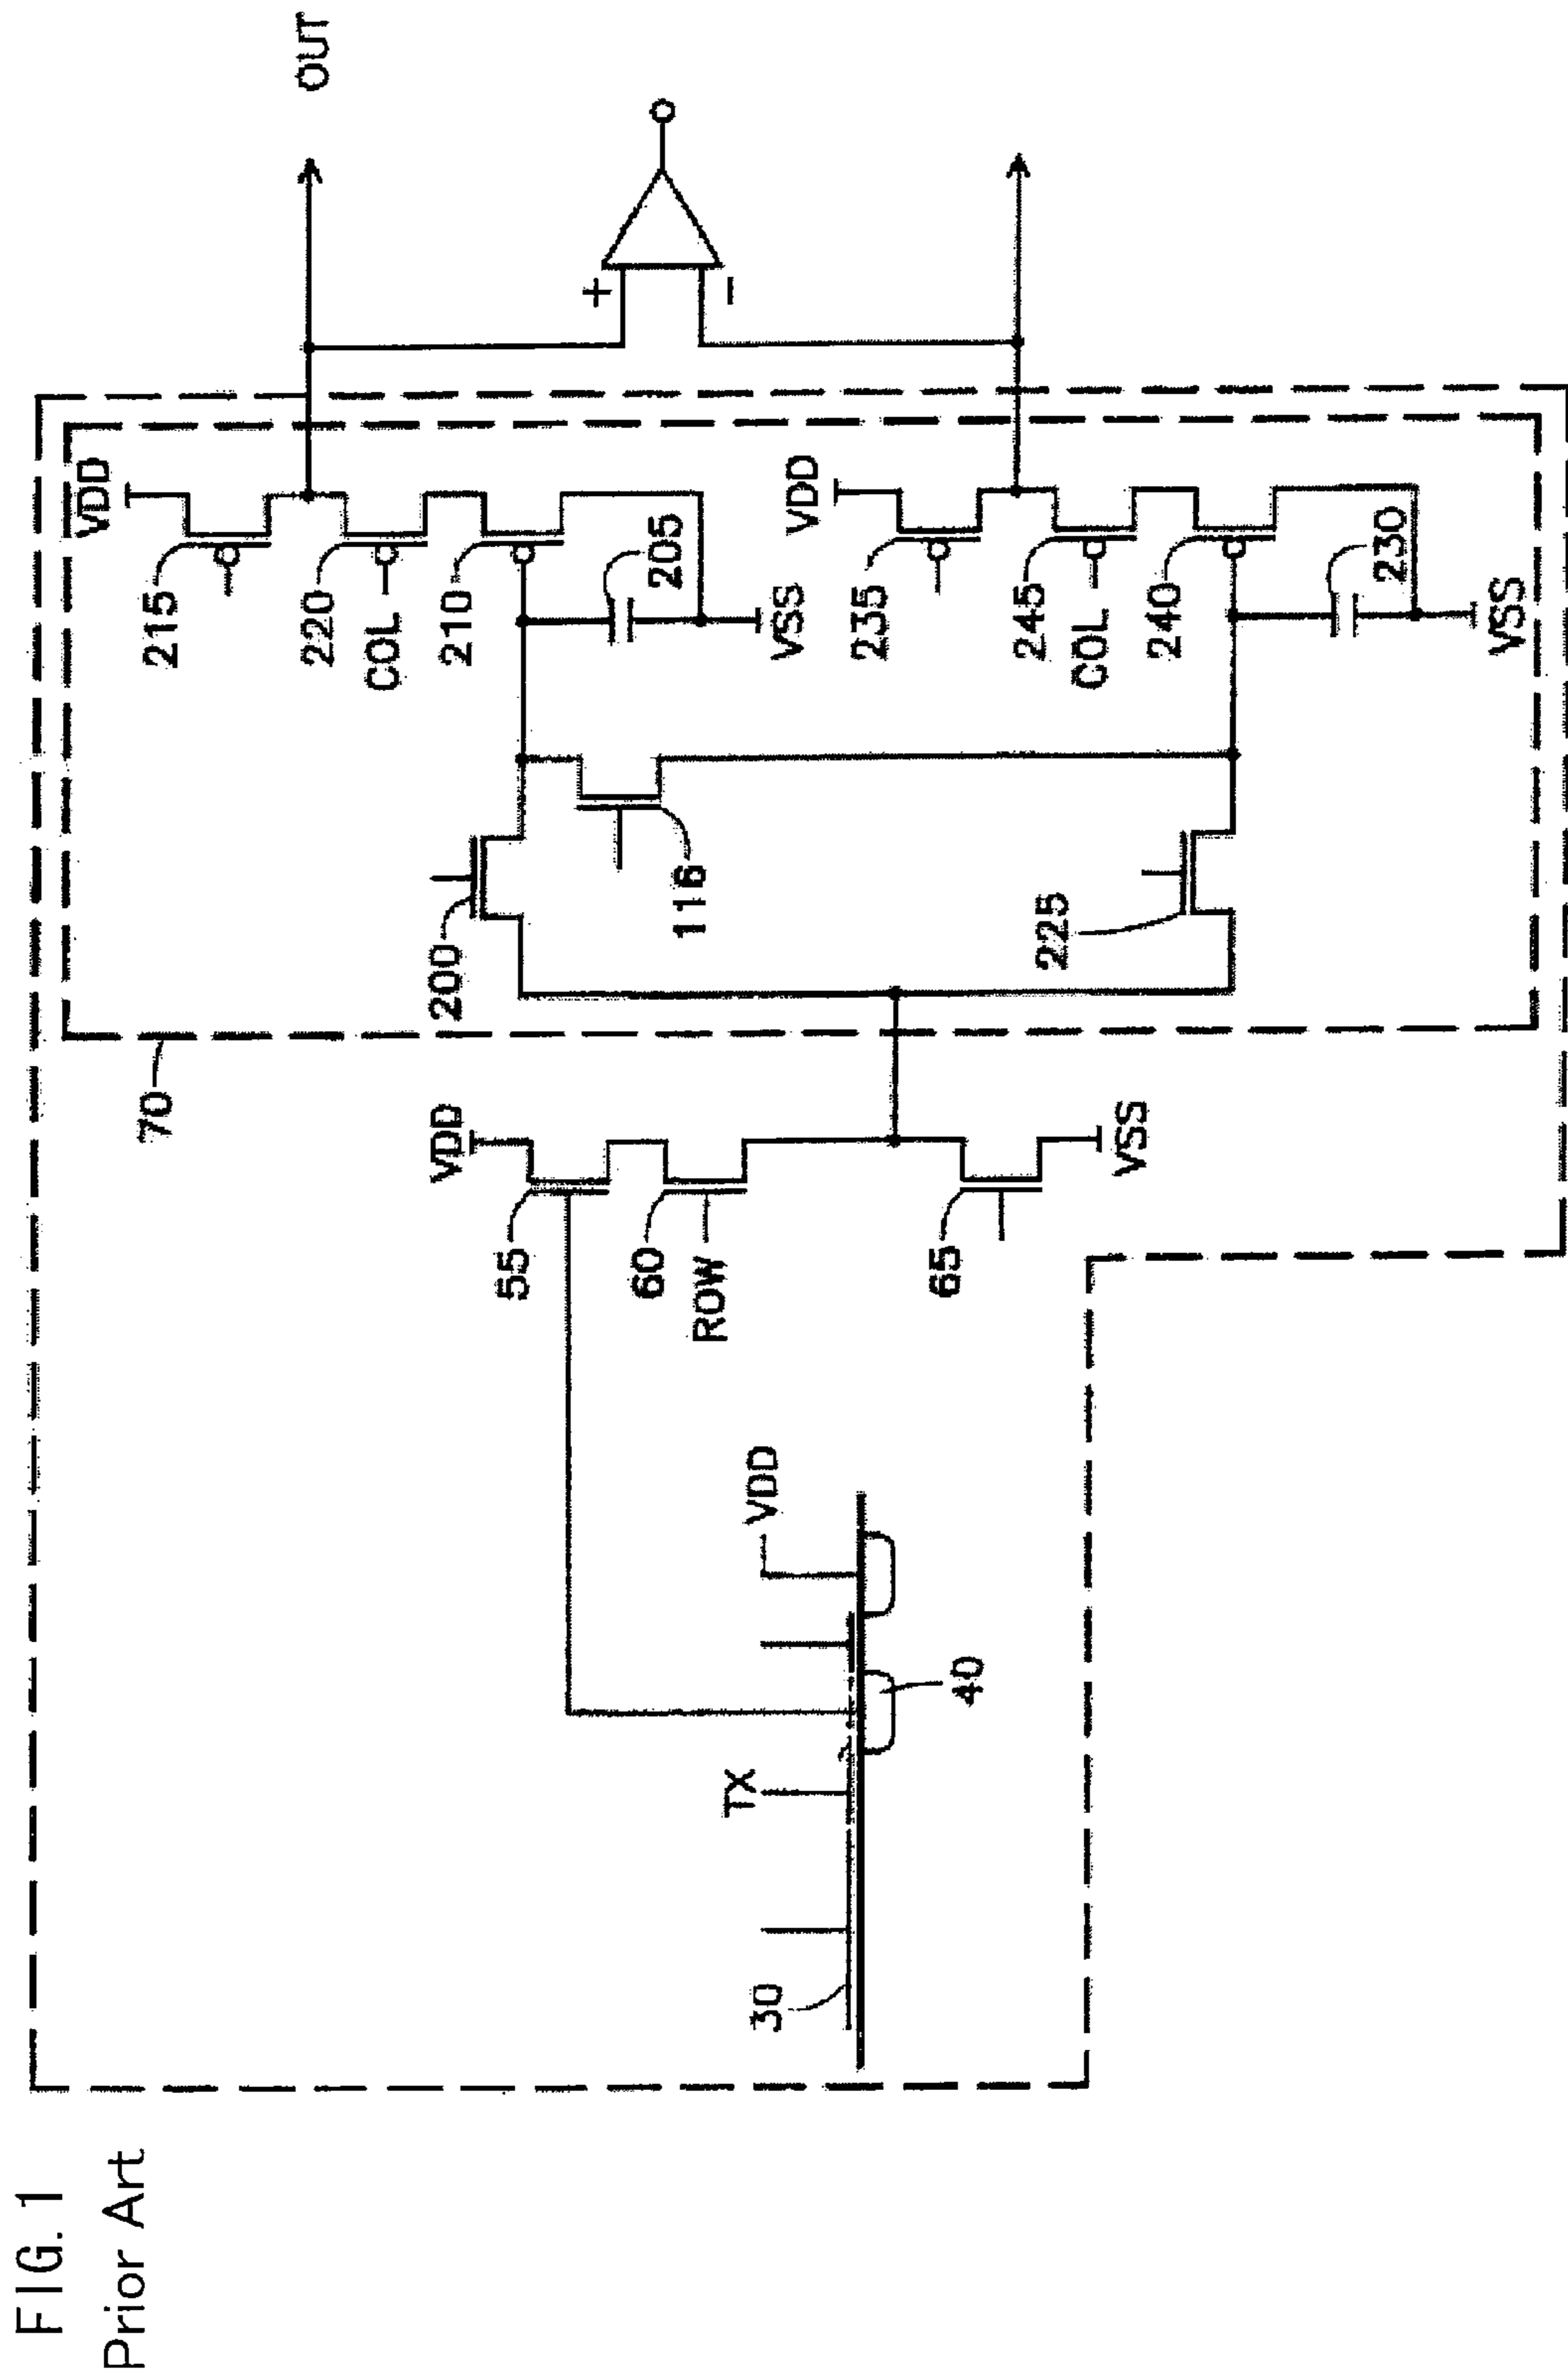 FIG. 1
Prior Art
30
TX
40
VDD
70
VDD
55
60
ROW
65
VSS
200
116
225
VDD
215
220
COL
210
205
VSS
VDD
235
245
COL
240
230
VSS
+
−
OUT